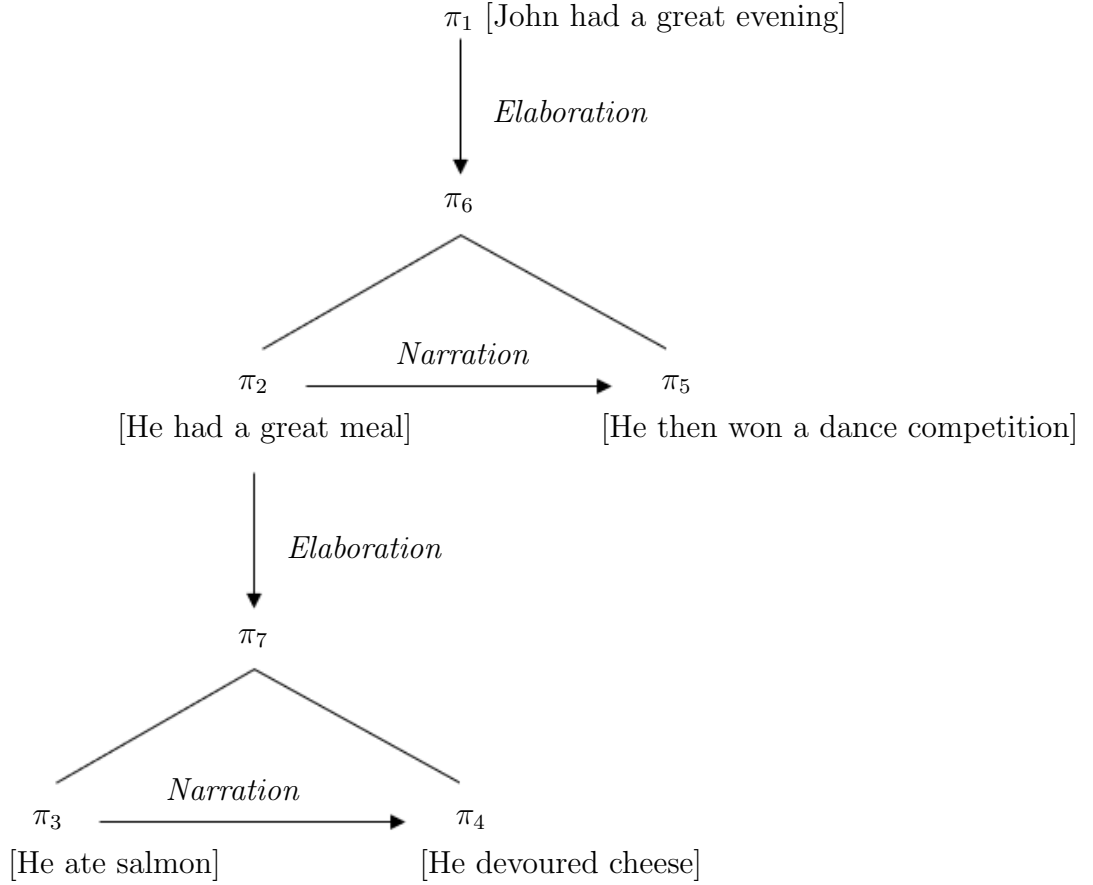 π1 [John had a great evening]
Elaboration
π6
Narration
π2 π5
[He had a great meal] [He then won a dance competition]
Elaboration
π7
Narration
π3 π4
[He ate salmon] [He devoured cheese]